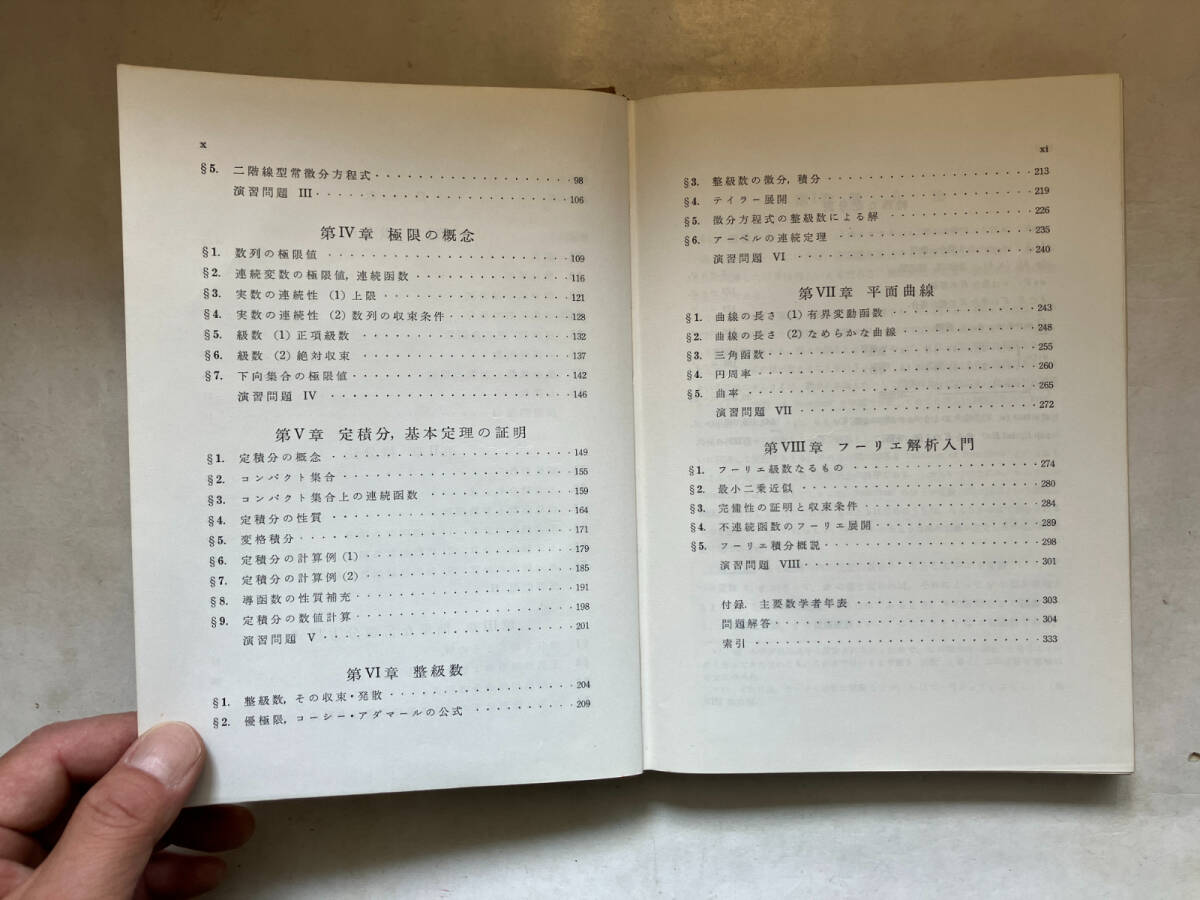 x
§5. 二階線型常微分方程式 98
演習問題 III 106
第IV章 極限の概念
§1. 数列の極限値 109
§2. 連続変数の極限値, 連続函数 116
§3. 実数の連続性 (1) 上限 121
§4. 実数の連続性 (2) 数列の収束条件 128
§5. 級数 (1) 正項級数 132
§6. 級数 (2) 絶対収束 137
§7. 下向集合の極限値 142
演習問題 IV 146
第V章 定積分, 基本定理の証明
§1. 定積分の概念 149
§2. コンパクト集合 155
§3. コンパクト集合上の連続函数 159
§4. 定積分の性質 164
§5. 変格積分 171
§6. 定積分の計算例 (1) 179
§7. 定積分の計算例 (2) 185
§8. 導函数の性質補充 191
§9. 定積分の数値計算 198
演習問題 V 201
第VI章 整級数
§1. 整級数, その収束・発散 204
§2. 優極限, コーシー・アダマールの公式 209
xi
§3. 整級数の微分, 積分 213
§4. テイラー展開 219
§5. 微分方程式の整級数による解 226
§6. アーベルの連続定理 235
演習問題 VI 240
第VII章 平面曲線
§1. 曲線の長さ (1) 有界変動函数 243
§2. 曲線の長さ (2) なめらかな曲線 248
§3. 三角函数 255
§4. 円周率 260
§5. 曲率 265
演習問題 VII 272
第VIII章 フーリエ解析入門
§1. フーリエ級数なるもの 274
§2. 最小二乗近似 280
§3. 完備性の証明と収束条件 284
§4. 不連続函数のフーリエ展開 289
§5. フーリエ積分概説 298
演習問題 VIII 301
付録. 主要数学者年表 303
問題解答 304
索引 333